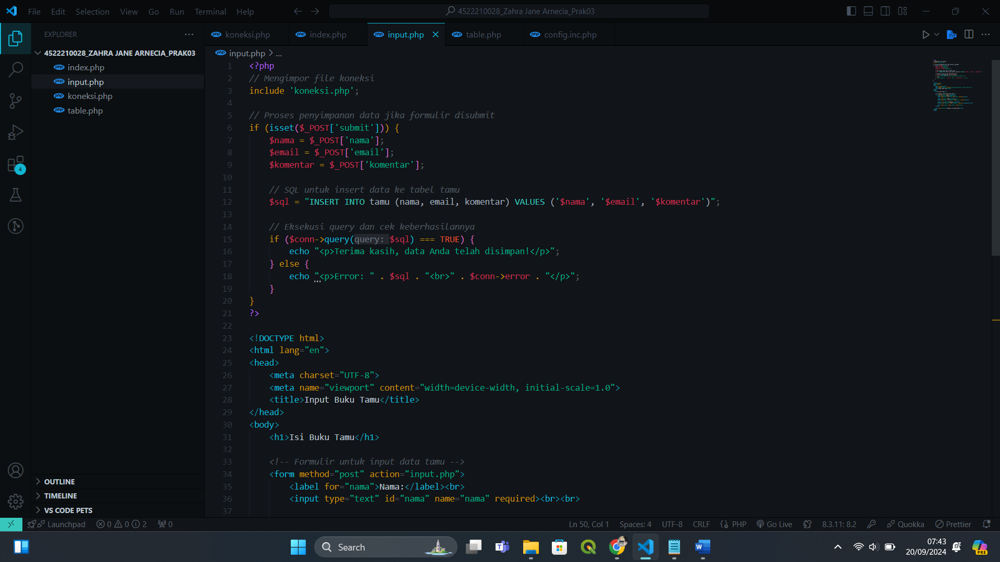 File Edit Selection View Go Run Terminal Help
4522210028_Zahra Jane Arnecia_Prak03
EXPLORER
4522210028_ZAHRA JANE ARNECIA_PRAK03
index.php
input.php
koneksi.php
table.php
OUTLINE
TIMELINE
VS CODE PETS
4
koneksi.php index.php input.php table.php config.inc.php
input.php > ...
1 <?php
2 // Mengimpor file koneksi
3 include 'koneksi.php';
4
5 // Proses penyimpanan data jika formulir disubmit
6 if (isset($_POST['submit'])) {
7 $nama = $_POST['nama'];
8 $email = $_POST['email'];
9 $komentar = $_POST['komentar'];
10
11 // SQL untuk insert data ke tabel tamu
12 $sql = "INSERT INTO tamu (nama, email, komentar) VALUES ('$nama', '$email', '$komentar')";
13
14 // Eksekusi query dan cek keberhasilannya
15 if ($conn->query(query: $sql) === TRUE) {
16 echo "<p>Terima kasih, data Anda telah disimpan!</p>";
17 } else {
18 echo "<p>Error: " . $sql . "<br>" . $conn->error . "</p>";
19 }
20 }
21 ?>
22
23 <!DOCTYPE html>
24 <html lang="en">
25 <head>
26 <meta charset="UTF-8">
27 <meta name="viewport" content="width=device-width, initial-scale=1.0">
28 <title>Input Buku Tamu</title>
29 </head>
30 <body>
31 <h1>Isi Buku Tamu</h1>
32
33 <!-- Formulir untuk input data tamu -->
34 <form method="post" action="input.php">
35 <label for="nama">Nama:</label><br>
36 <input type="text" id="nama" name="nama" required><br><br>
37
Launchpad 0 0 2 0 Ln 50, Col 1 Spaces: 4 UTF-8 CRLF PHP Go Live 8.3.11: 8.2 Quokka Prettier
Search
07:43
20/09/2024
PRE